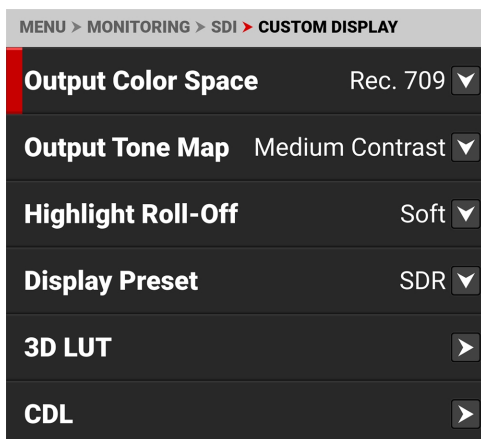 MENU > MONITORING > SDI > CUSTOM DISPLAY
Output Color Space Rec. 709
Output Tone Map Medium Contrast
Highlight Roll-Off Soft
Display Preset SDR
3D LUT
CDL